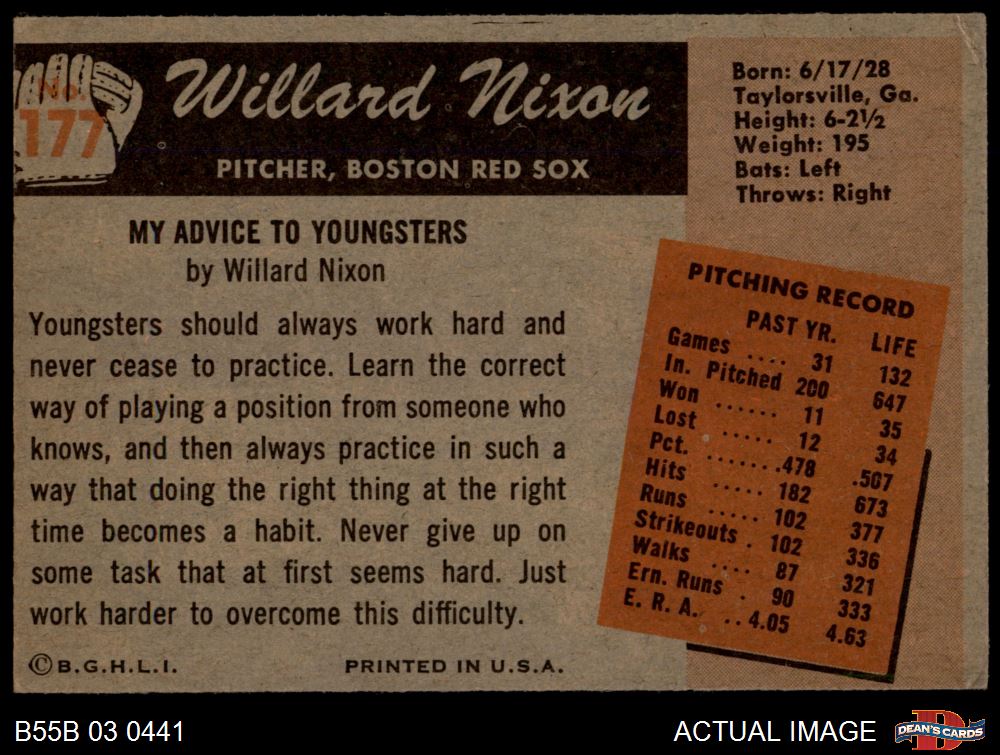 No.
177
Willard Nixon
PITCHER, BOSTON RED SOX
Born: 6/17/28
Taylorsville, Ga.
Height: 6-2½
Weight: 195
Bats: Left
Throws: Right
MY ADVICE TO YOUNGSTERS
by Willard Nixon
Youngsters should always work hard and
never cease to practice. Learn the correct
way of playing a position from someone who
knows, and then always practice in such a
way that doing the right thing at the right
time becomes a habit. Never give up on
some task that at first seems hard. Just
work harder to overcome this difficulty.
©B.G.H.L.I. PRINTED IN U.S.A.
PITCHING RECORD
PAST YR. LIFE
Games .... 31 132
In. Pitched 200 647
Won ...... 11 35
Lost ..... 12 34
Pct. .......478 .507
Hits ..... 182 673
Runs ..... 102 377
Strikeouts . 102 336
Walks .... 87 321
Ern. Runs . 90 333
E. R. A. ..4.05 4.63
B55B 03 0441
ACTUAL IMAGE
DEAN'S CARDS